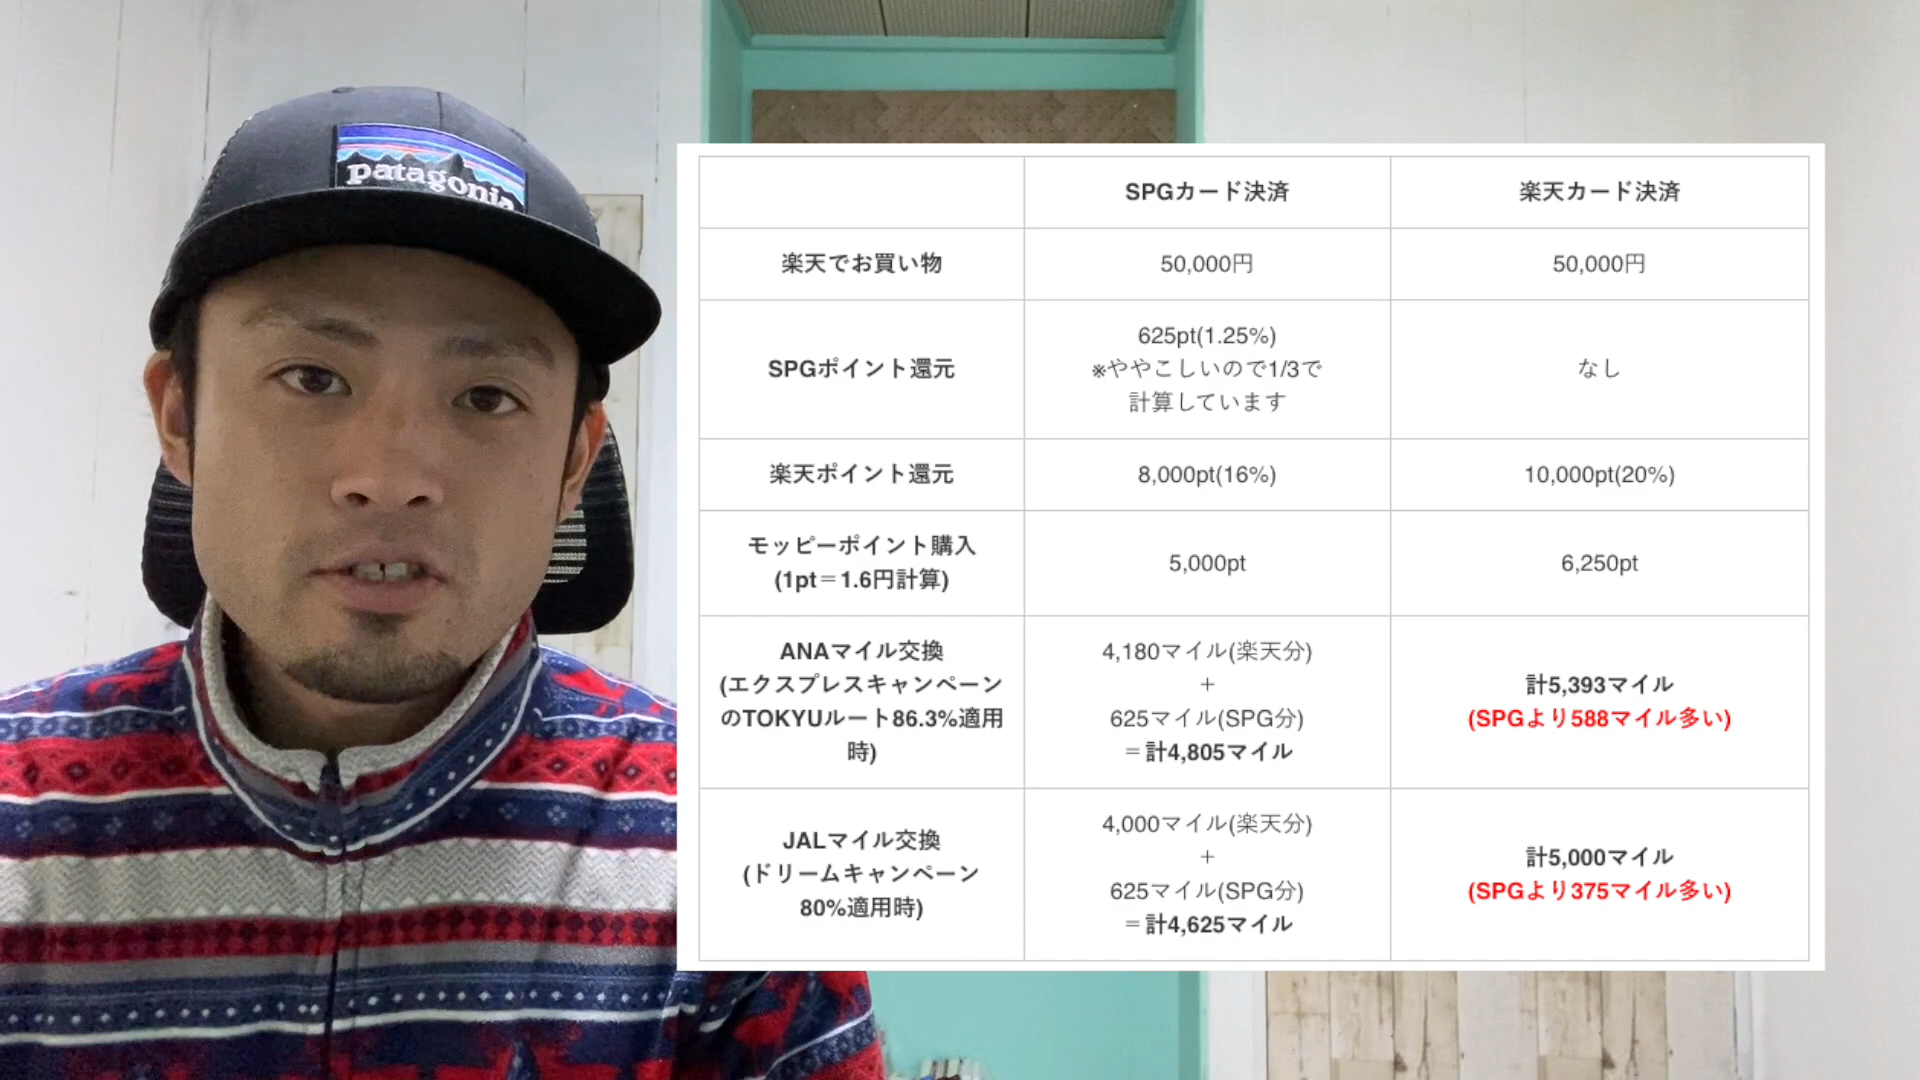 patagonia
SPGカード決済
楽天カード決済
楽天でお買い物
50,000円
50,000円
SPGポイント還元
625pt(1.25%)
※ややこしいので1/3で
計算しています
なし
楽天ポイント還元
8,000pt(16%)
10,000pt(20%)
モッピーポイント購入
(1pt＝1.6円計算)
5,000pt
6,250pt
ANAマイル交換
(エクスプレスキャンペーン
のTOKYUルート86.3%適用
時)
4,180マイル(楽天分)
+
625マイル(SPG分)
＝計4,805マイル
計5,393マイル
(SPGより588マイル多い)
JALマイル交換
(ドリームキャンペーン
80%適用時)
4,000マイル(楽天分)
+
625マイル(SPG分)
＝計4,625マイル
計5,000マイル
(SPGより375マイル多い)